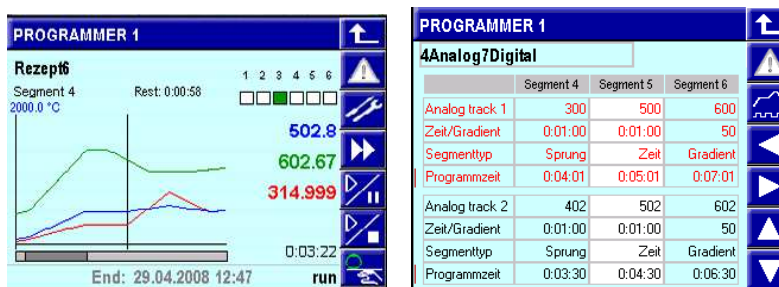 PROGRAMMER 1
Rezept6
1 2 3 4 5 6
Segment 4 Rest: 0:00:58
2000.0 °C
502.8
602.67
314.999
0:03:22
End: 29.04.2008 12:47 run
PROGRAMMER 1
4Analog7Digital
Segment 4 Segment 5 Segment 6
Analog track 1 300 500 600
Zeit/Gradient 0:01:00 0:01:00 50
Segmenttyp Sprung Zeit Gradient
Programmzeit 0:04:01 0:05:01 0:07:01
Analog track 2 402 502 602
Zeit/Gradient 0:01:00 0:01:00 50
Segmenttyp Sprung Zeit Gradient
Programmzeit 0:03:30 0:04:30 0:06:30